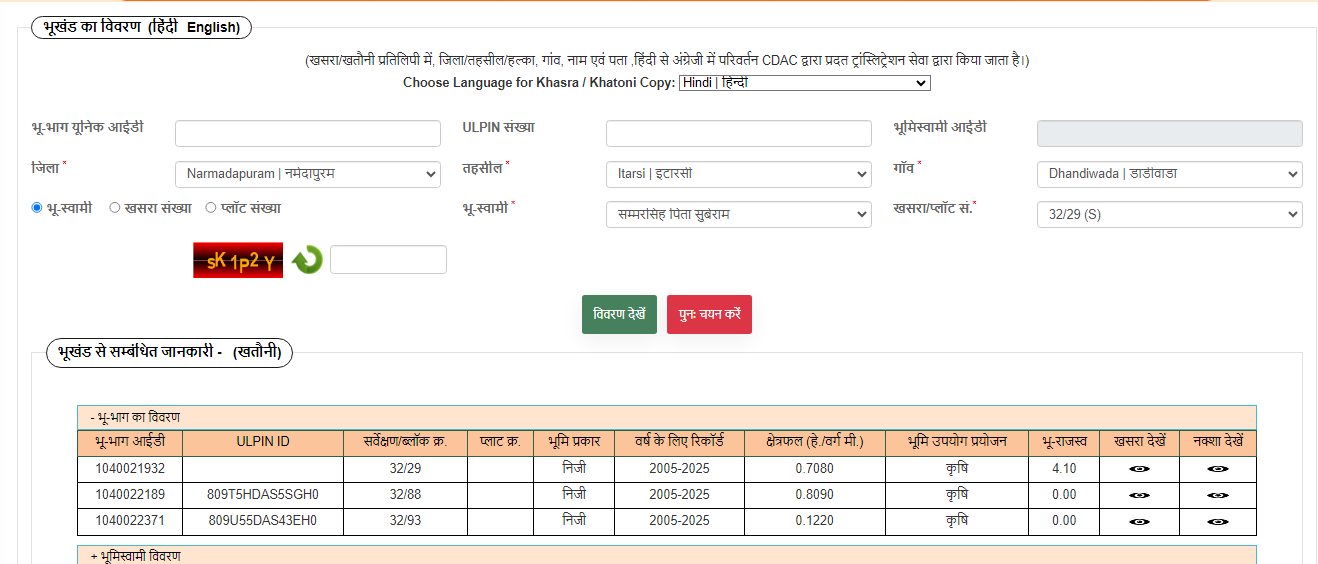 भूखंड का विवरण (हिंदी English)
(खसरा/खतौनी प्रतिलिपी में, जिला/तहसील/हल्का, गांव, नाम एवं पता ,हिंदी से अंग्रेजी में परिवर्तन CDAC द्वारा प्रदत ट्रांस्लिट्रेशन सेवा द्वारा किया जाता है।)
Choose Language for Khasra / Khatoni Copy: Hindi | हिन्दी
भू-भाग यूनिक आईडी ULPIN संख्या भूमिस्वामी आईडी
जिला * Narmadapuram | नर्मदापुरम तहसील * Itarsi | इटारसी गाँव * Dhandiwada | डांडीवाडा
भू-स्वामी खसरा संख्या प्लॉट संख्या भू-स्वामी * सम्मरसिंह पिता सुबेराम खसरा/प्लॉट सं.* 32/29 (S)
sK1p2Y
विवरण देखें पुनः चयन करें
भूखंड से सम्बंधित जानकारी - (खतौनी)
- भू-भाग का विवरण
भू-भाग आईडी ULPIN ID सर्वेक्षण/ब्लॉक क्र. प्लाट क्र. भूमि प्रकार वर्ष के लिए रिकॉर्ड क्षेत्रफल (हे./वर्ग मी.) भूमि उपयोग प्रयोजन भू-राजस्व खसरा देखें नक्शा देखें
1040021932 32/29 निजी 2005-2025 0.7080 कृषि 4.10
1040022189 809T5HDAS5SGH0 32/88 निजी 2005-2025 0.8090 कृषि 0.00
1040022371 809U55DAS43EH0 32/93 निजी 2005-2025 0.1220 कृषि 0.00
+ भूमिस्वामी विवरण